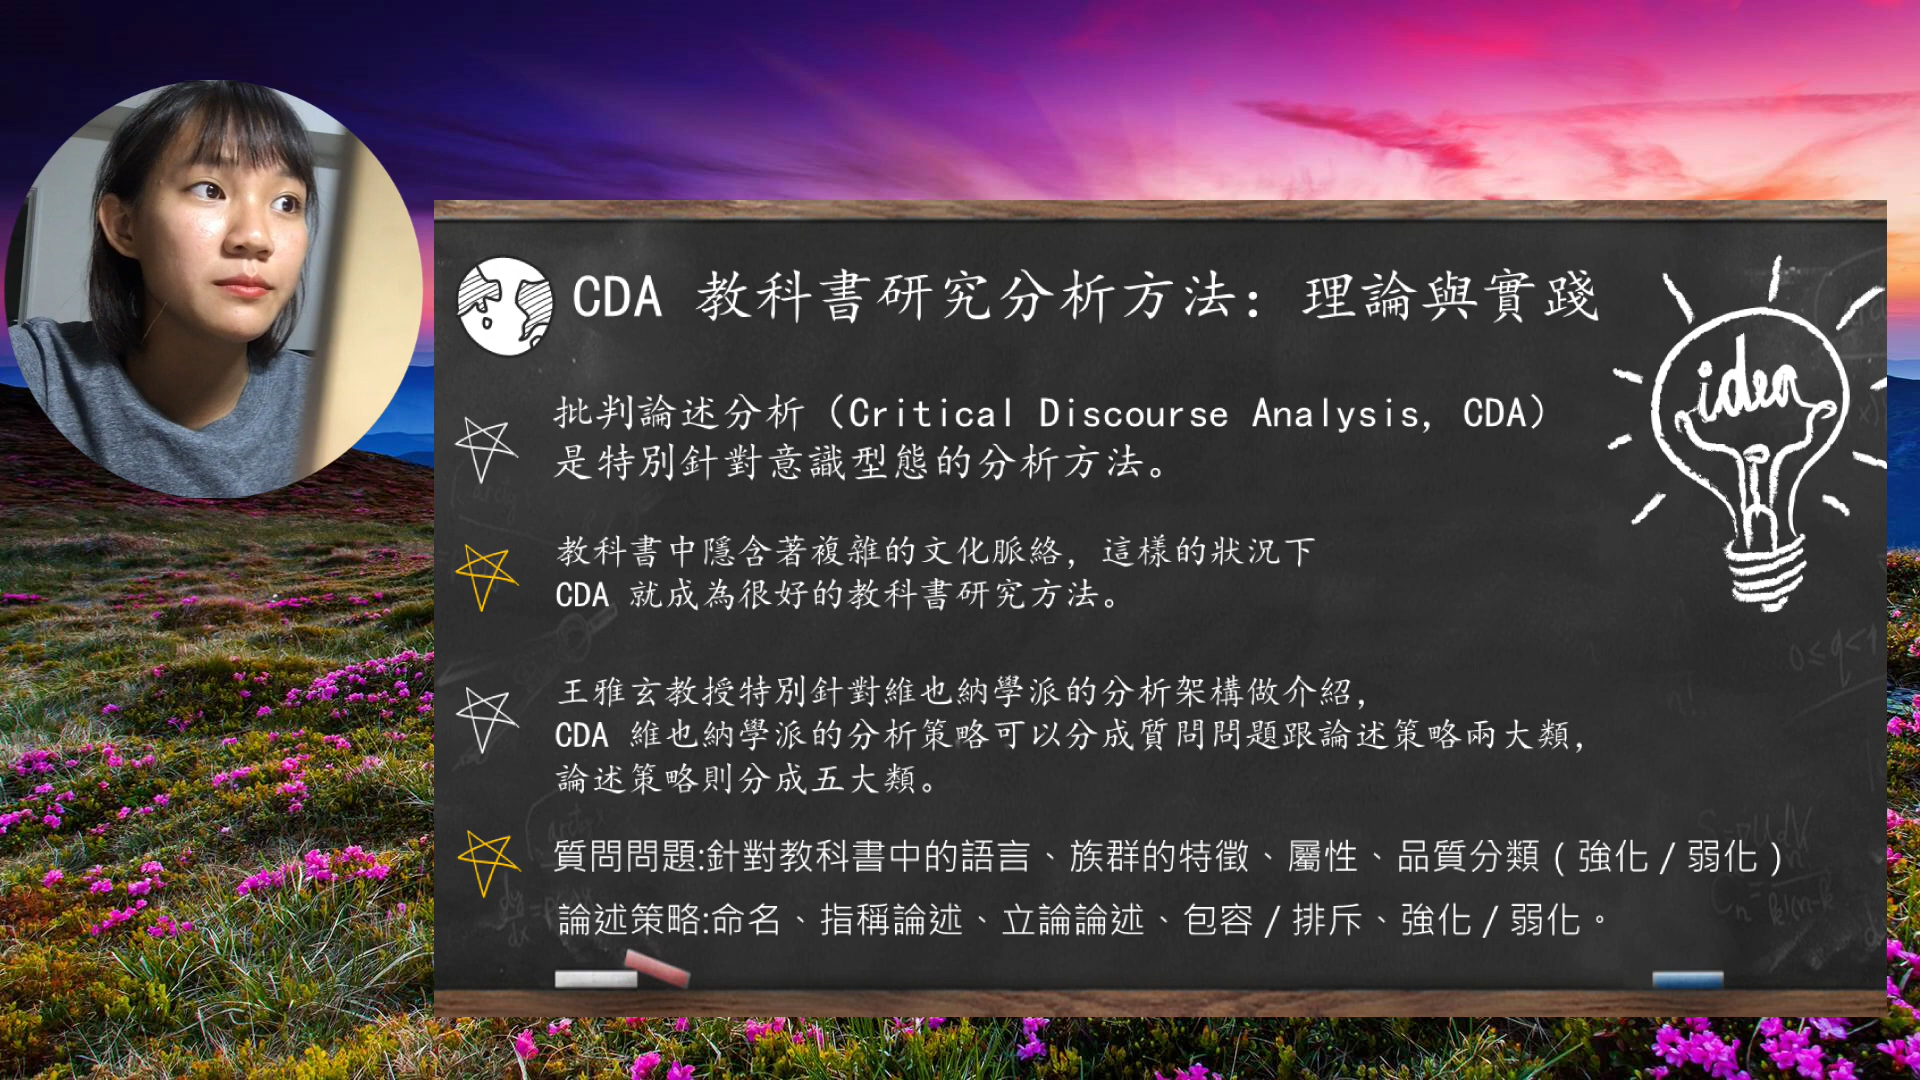 CDA 教科書研究分析方法：理論與實踐
idea
批判論述分析（Critical Discourse Analysis, CDA）
是特別針對意識型態的分析方法。
教科書中隱含著複雜的文化脈絡，這樣的狀況下
CDA 就成為很好的教科書研究方法。
王雅玄教授特別針對維也納學派的分析架構做介紹，
CDA 維也納學派的分析策略可以分成質問問題跟論述策略兩大類，
論述策略則分成五大類。
質問問題:針對教科書中的語言、族群的特徵、屬性、品質分類（強化／弱化）
論述策略:命名、指稱論述、立論論述、包容／排斥、強化／弱化。